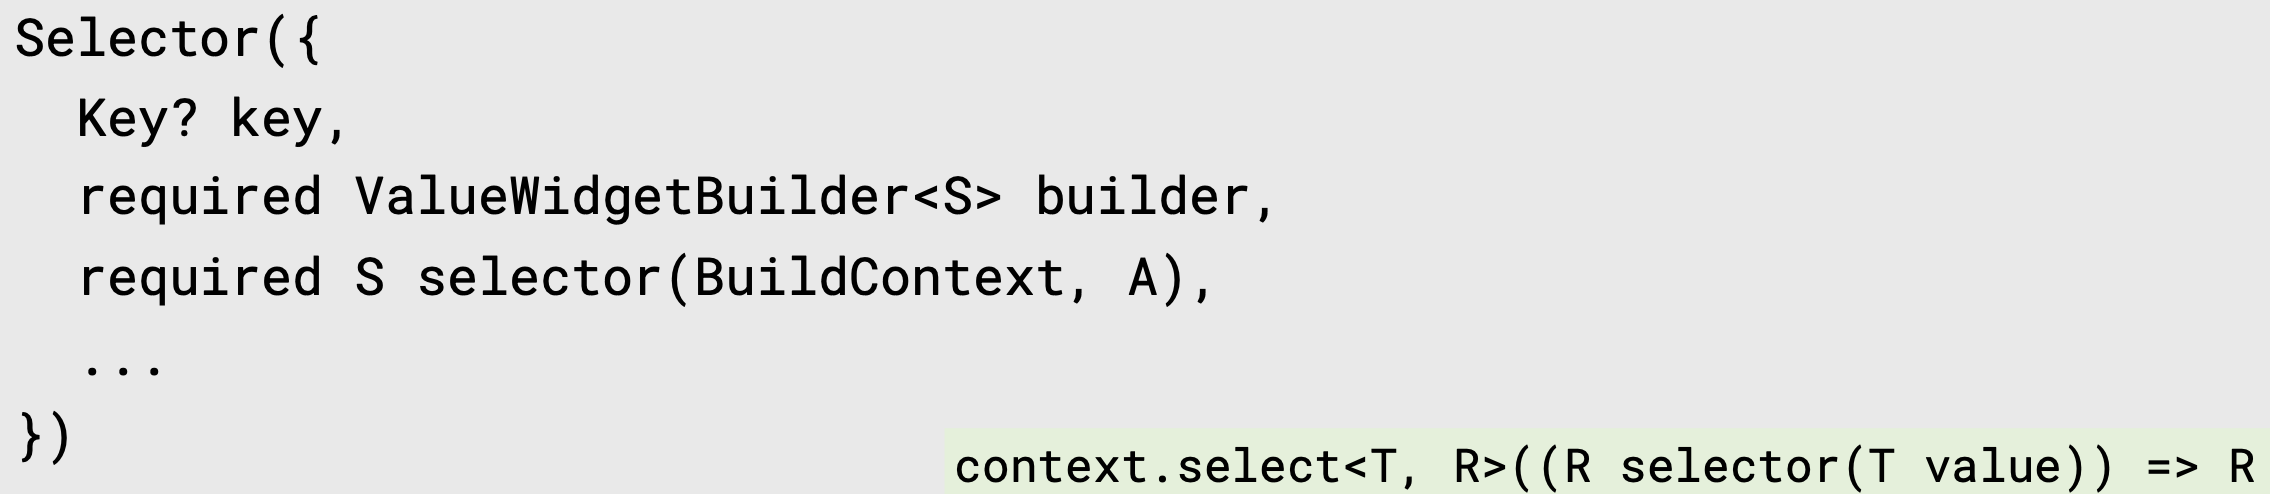 Selector({
  Key? key,
  required ValueWidgetBuilder<S> builder,
  required S selector(BuildContext, A),
  ...
})
context.select<T, R>((R selector(T value)) => R